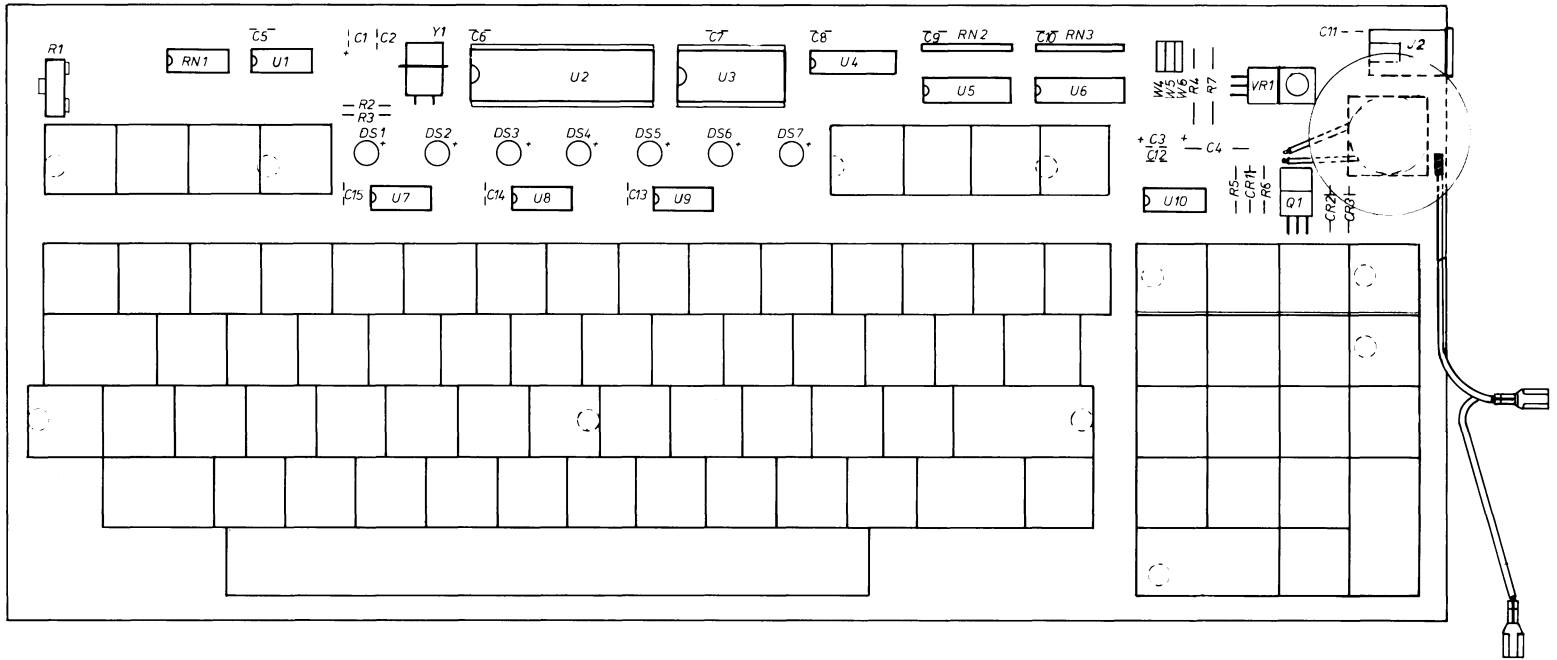 R1
RN1
C5
U1
C1 C2
Y1
C6
U2
C7
U3
C8
U4
C9 RN2
U5
C10 RN3
U6
W4
W5
W6
R4
R7
VR1
C11
J2
R2
R3
DS1 +
DS2 +
DS3 +
DS4 +
DS5 +
DS6 +
DS7 +
+ C3
C12
+ C4
C15
U7
C14
U8
C13
U9
U10
R5
CR1
R6
Q1
CR2
CR3